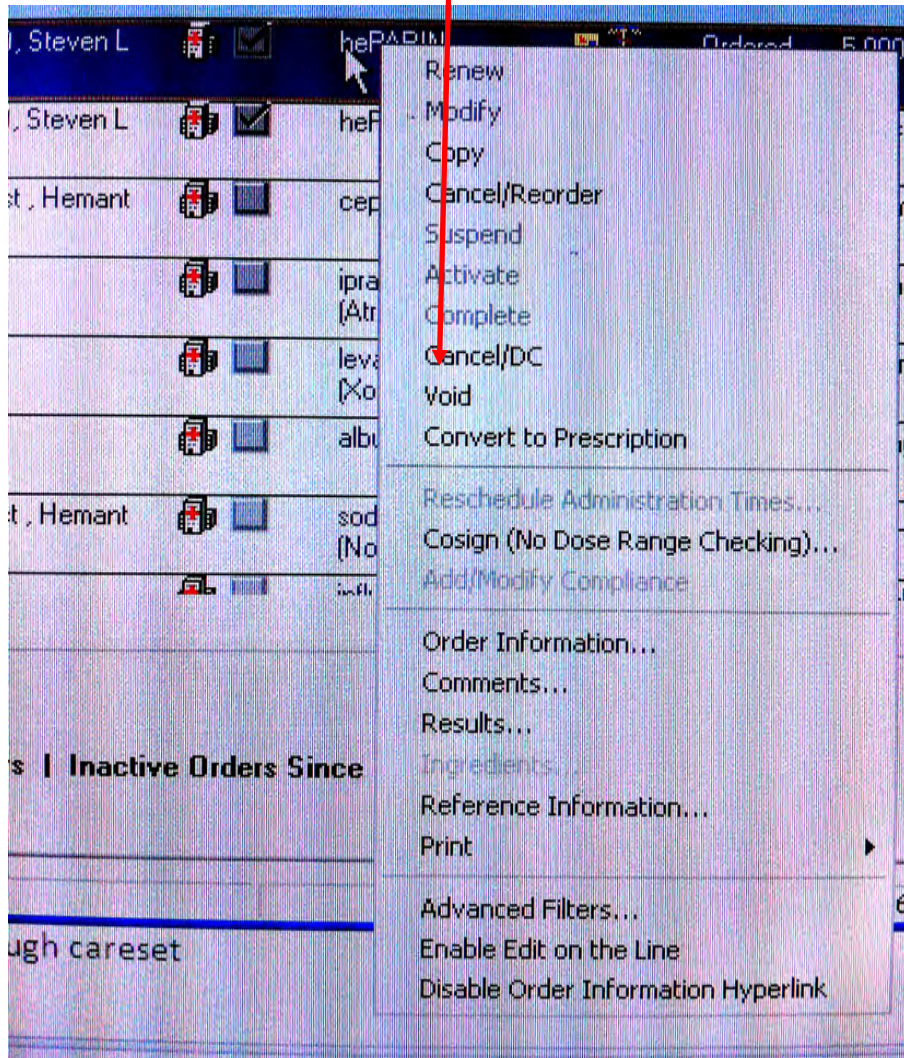 , Steven L hePARIN "T" Ordered 5,000
Renew
, Steven L heP
Modify
Copy
st , Hemant cep
Cancel/Reorder
Suspend
ipra
Activate
(Atr
Complete
leva
Cancel/DC
(Xo
Void
albu
Convert to Prescription
t , Hemant sod
Reschedule Administration Times...
(No
Cosign (No Dose Range Checking)...
Add/Modify Compliance
Order Information...
Comments...
Results...
s | Inactive Orders Since
Ingredients...
Reference Information...
Print
Advanced Filters...
6
ugh careset
Enable Edit on the Line
Disable Order Information Hyperlink